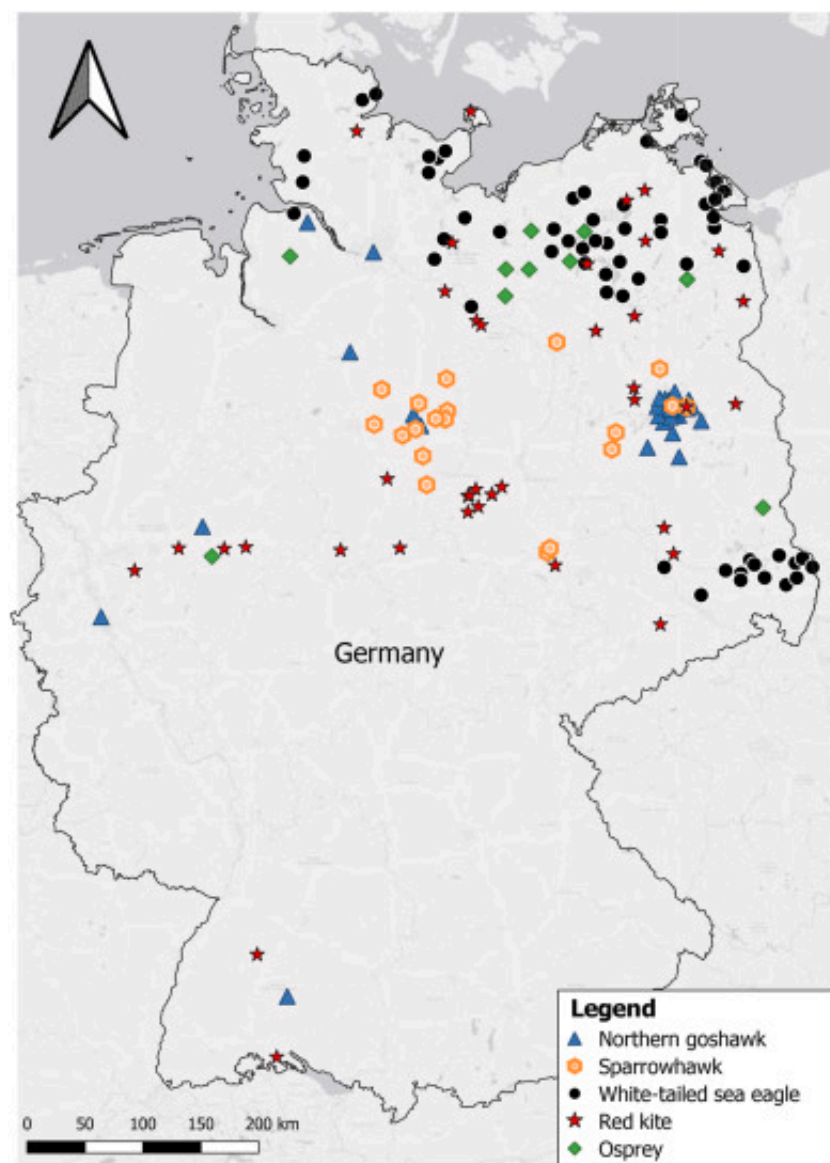 Germany
Legend
Northern goshawk
Sparrowhawk
White-tailed sea eagle
Red kite
Osprey
0 50 100 150 200 km